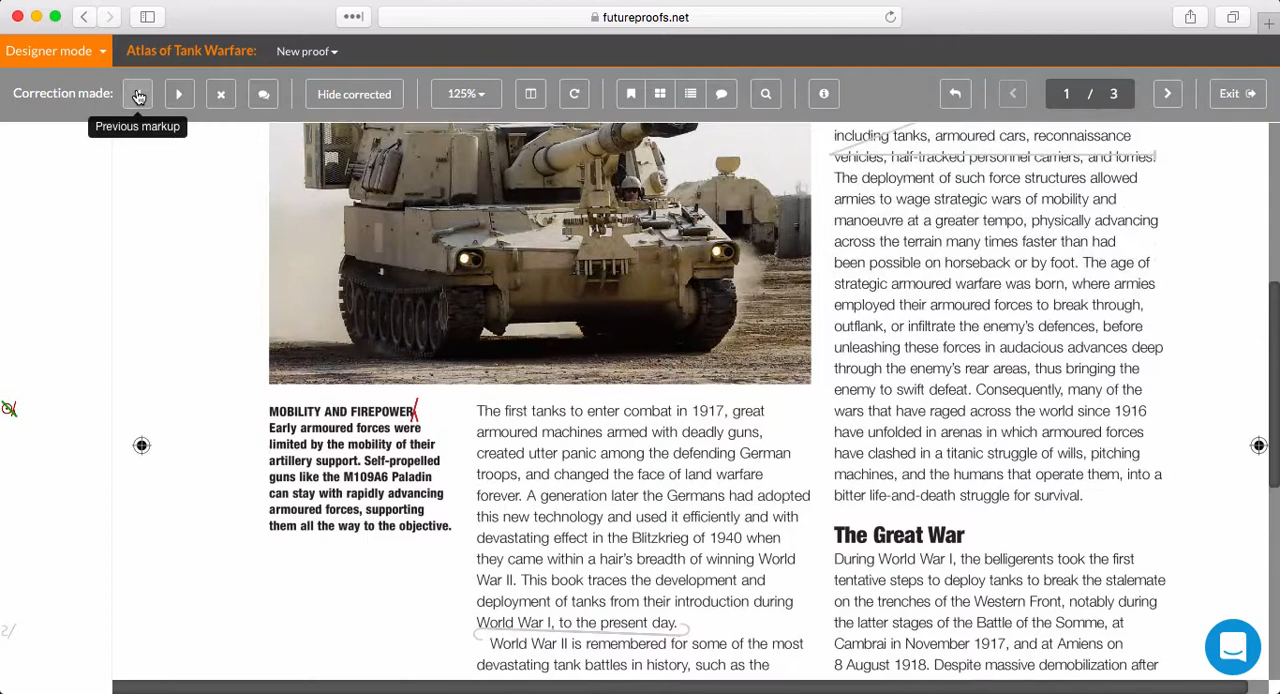 futureproofs.net
Designer mode
Atlas of Tank Warfare:
New proof
Correction made:
Hide corrected
125%
1 / 3
Exit
Previous markup
MOBILITY AND FIREPOWER
Early armoured forces were
limited by the mobility of their
artillery support. Self-propelled
guns like the M109A6 Paladin
can stay with rapidly advancing
armoured forces, supporting
them all the way to the objective.
The first tanks to enter combat in 1917, great
armoured machines armed with deadly guns,
created utter panic among the defending German
troops, and changed the face of land warfare
forever. A generation later the Germans had adopted
this new technology and used it efficiently and with
devastating effect in the Blitzkrieg of 1940 when
they came within a hair's breadth of winning World
War II. This book traces the development and
deployment of tanks from their introduction during
World War I, to the present day.
World War II is remembered for some of the most
devastating tank battles in history, such as the
including tanks, armoured cars, reconnaissance
vehicles, half-tracked personnel carriers, and lorries.
The deployment of such force structures allowed
armies to wage strategic wars of mobility and
manoeuvre at a greater tempo, physically advancing
across the terrain many times faster than had
been possible on horseback or by foot. The age of
strategic armoured warfare was born, where armies
employed their armoured forces to break through,
outflank, or infiltrate the enemy's defences, before
unleashing these forces in audacious advances deep
through the enemy's rear areas, thus bringing the
enemy to swift defeat. Consequently, many of the
wars that have raged across the world since 1916
have unfolded in arenas in which armoured forces
have clashed in a titanic struggle of wills, pitching
machines, and the humans that operate them, into a
bitter life-and-death struggle for survival.
The Great War
During World War I, the belligerents took the first
tentative steps to deploy tanks to break the stalemate
on the trenches of the Western Front, notably during
the latter stages of the Battle of the Somme, at
Cambrai in November 1917, and at Amiens on
8 August 1918. Despite massive demobilization after